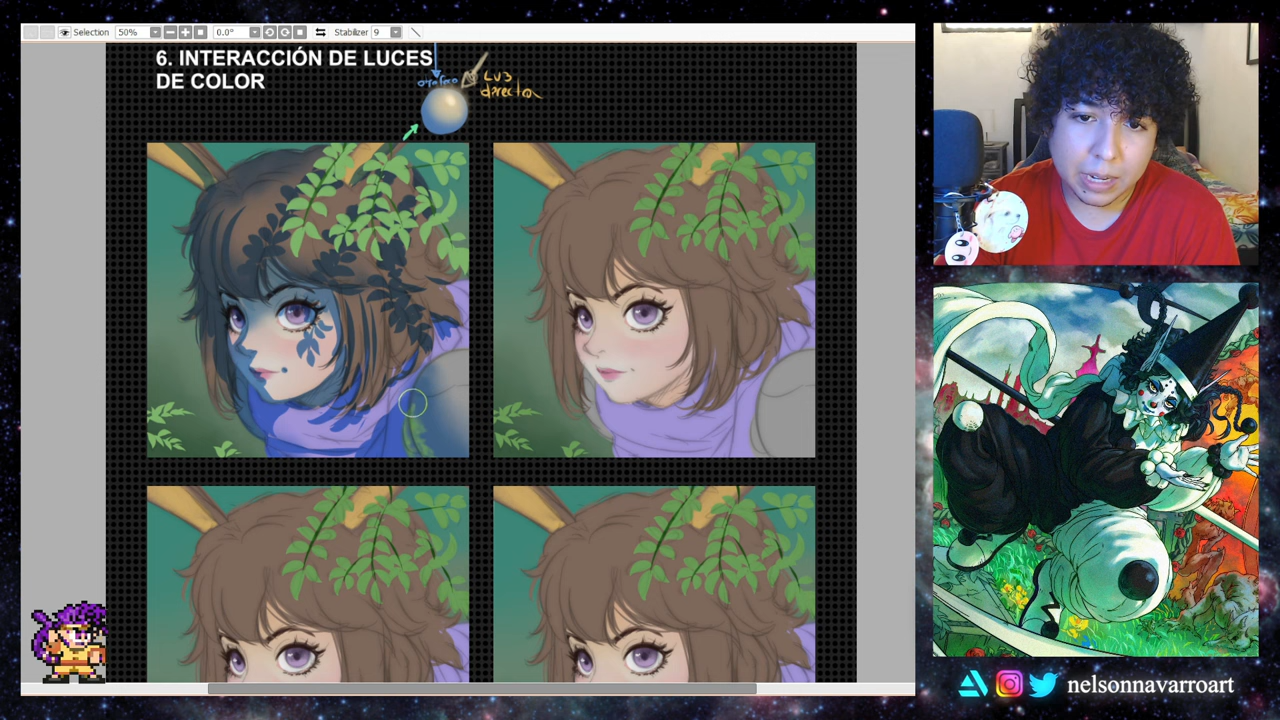 Selection 50% 0.0° Stabilizer 9
6. INTERACCIÓN DE LUCES
DE COLOR
LUZ
directa
nelsonnavarroart